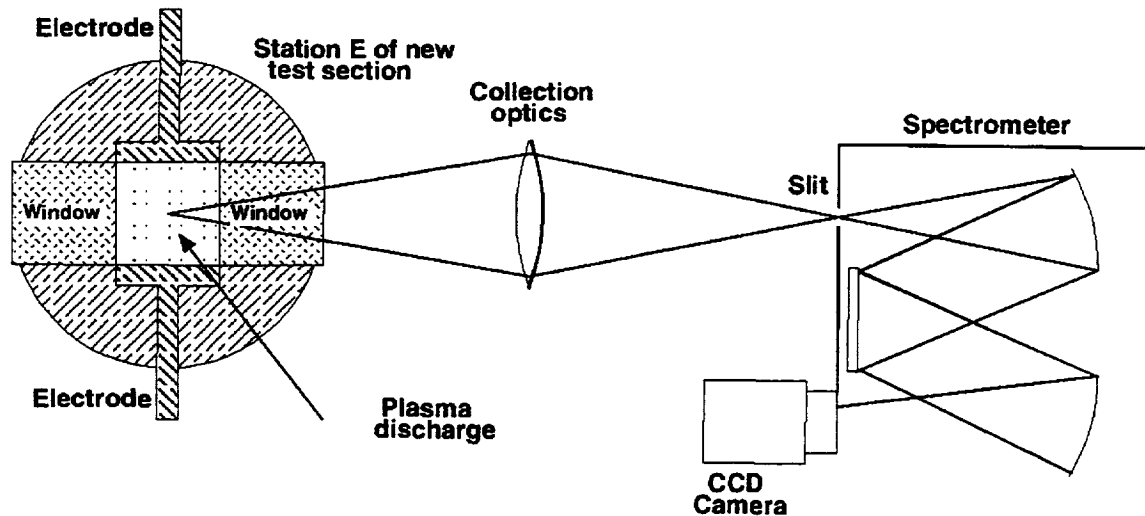 Electrode
Station E of new
test section
Collection
optics
Spectrometer
Slit
Window
Window
Electrode
Plasma
discharge
CCD
Camera